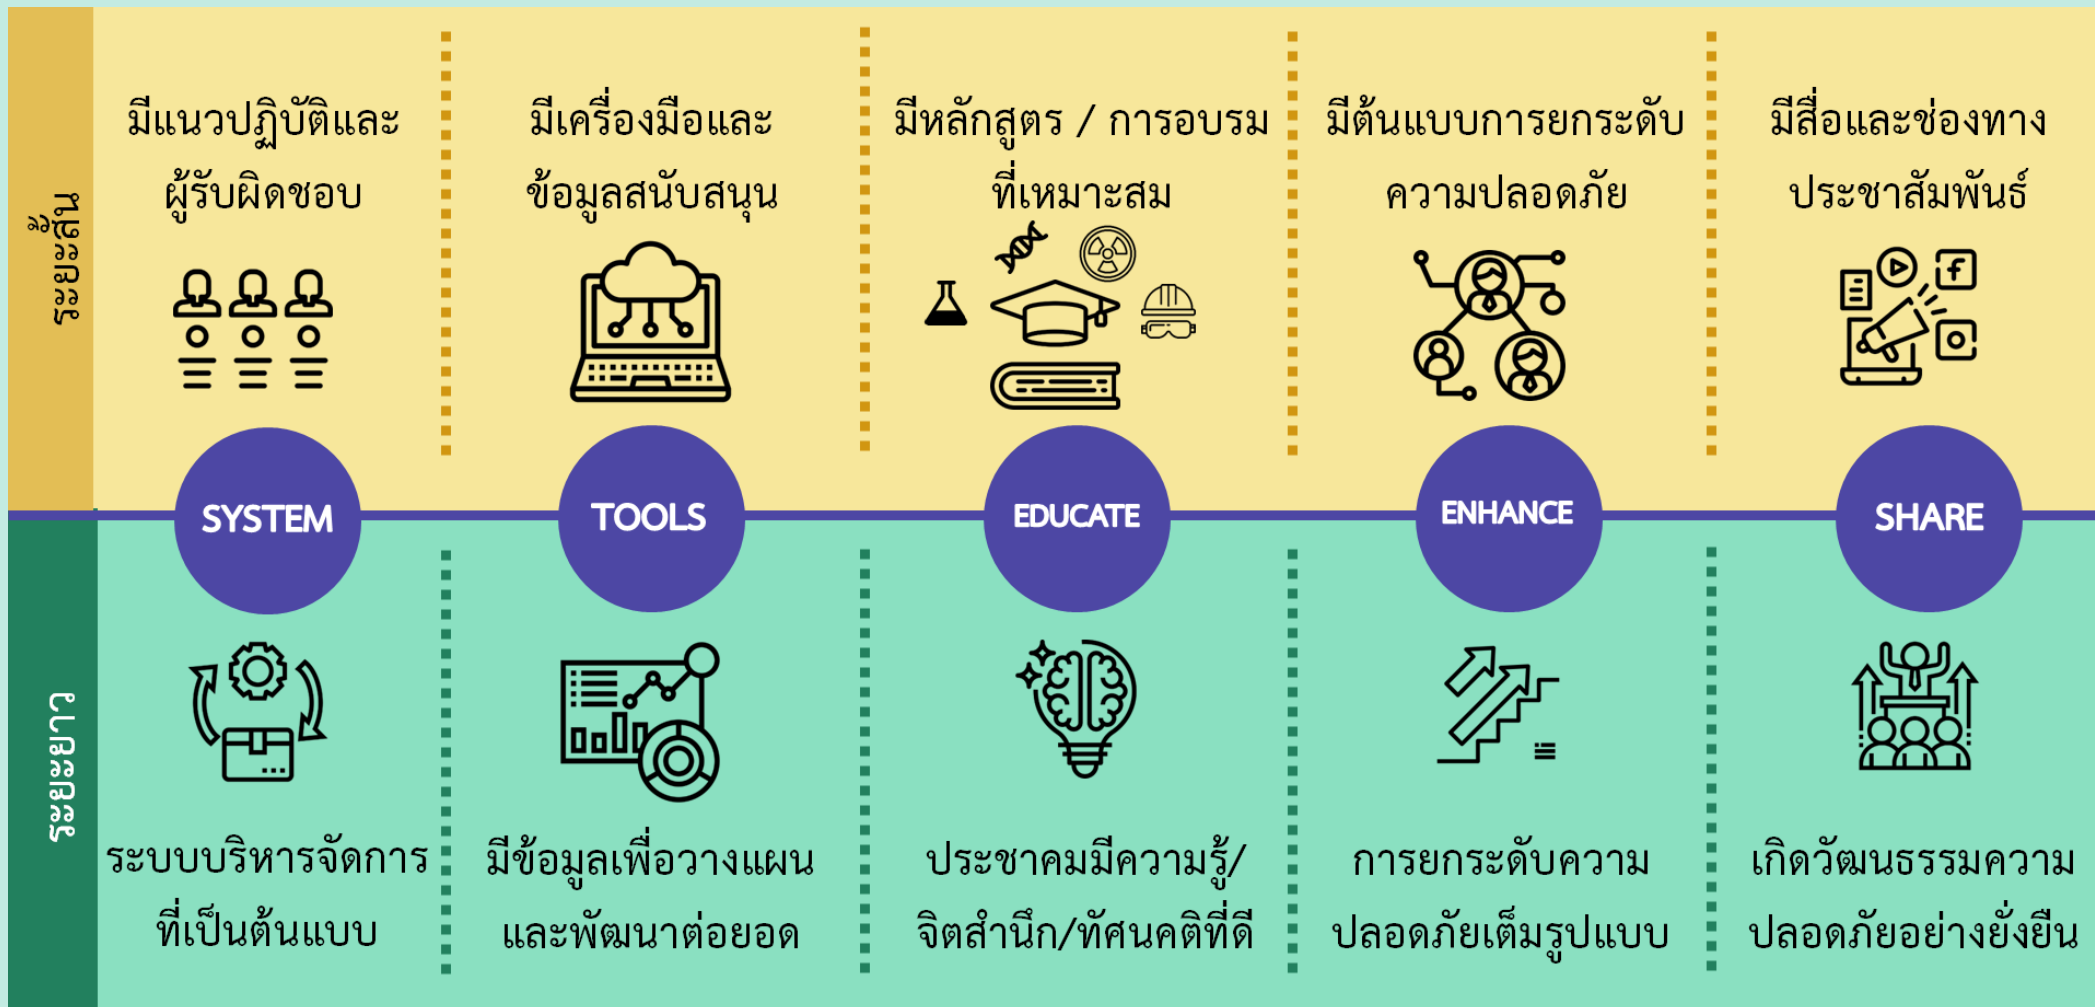 ระยะสั้น
มีแนวปฏิบัติและ
ผู้รับผิดชอบ
มีเครื่องมือและ
ข้อมูลสนับสนุน
มีหลักสูตร / การอบรม
ที่เหมาะสม
มีต้นแบบการยกระดับ
ความปลอดภัย
มีสื่อและช่องทาง
ประชาสัมพันธ์
SYSTEM
TOOLS
EDUCATE
ENHANCE
SHARE
ระยะยาว
ระบบบริหารจัดการ
ที่เป็นต้นแบบ
มีข้อมูลเพื่อวางแผน
และพัฒนาต่อยอด
ประชาคมมีความรู้/
จิตสำนึก/ทัศนคติที่ดี
การยกระดับความ
ปลอดภัยเต็มรูปแบบ
เกิดวัฒนธรรมความ
ปลอดภัยอย่างยั่งยืน